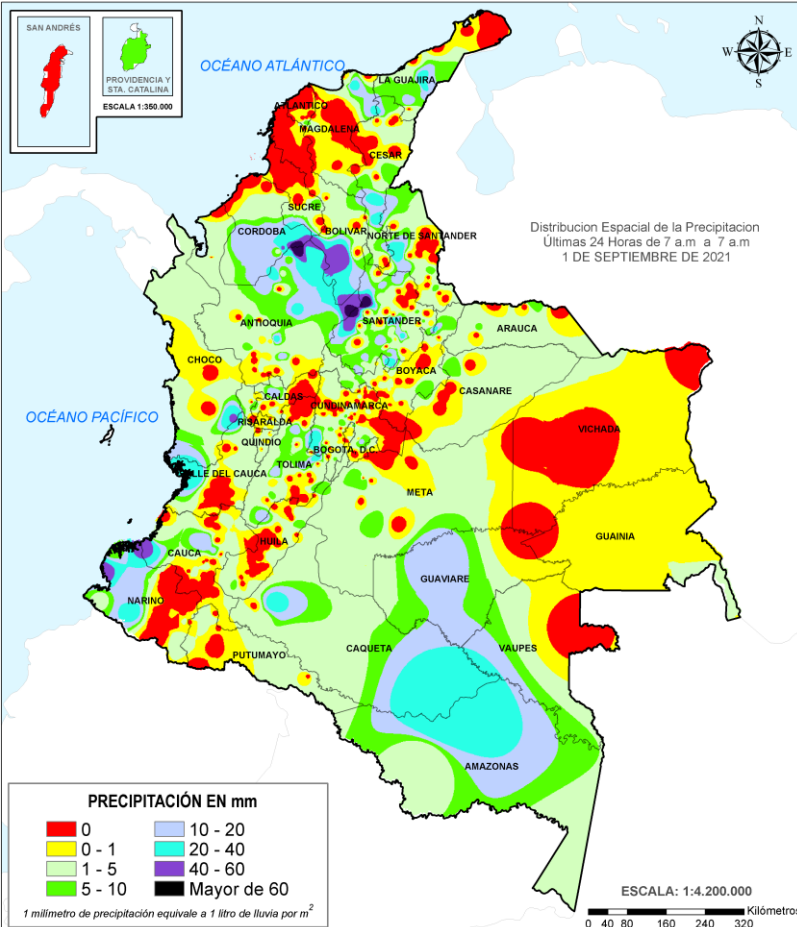 SAN ANDRÉS
PROVIDENCIA Y
STA. CATALINA
ESCALA 1:350.000
OCÉANO ATLÁNTICO
N
W
E
S
LA GUAJIRA
ATLANTICO
MAGDALENA
CESAR
SUCRE
CORDOBA
BOLIVAR
NORTE DE SANTANDER
Distribucion Espacial de la Precipitacion
Últimas 24 Horas de 7 a.m a 7 a.m
1 DE SEPTIEMBRE DE 2021
ANTIOQUIA
SANTANDER
ARAUCA
CHOCO
BOYACA
CASANARE
CALDAS
CUNDINAMARCA
OCÉANO PACÍFICO
RISARALDA
VICHADA
QUINDIO
BOGOTA, D.C.
TOLIMA
VALLE DEL CAUCA
META
GUAINIA
HUILA
CAUCA
GUAVIARE
NARIÑO
CAQUETA
VAUPES
PUTUMAYO
AMAZONAS
PRECIPITACIÓN EN mm
0
10 - 20
0 - 1
20 - 40
1 - 5
40 - 60
5 - 10
Mayor de 60
1 milímetro de precipitación equivale a 1 litro de lluvia por m²
ESCALA: 1:4.200.000
Kilómetros
0 40 80 160 240 320